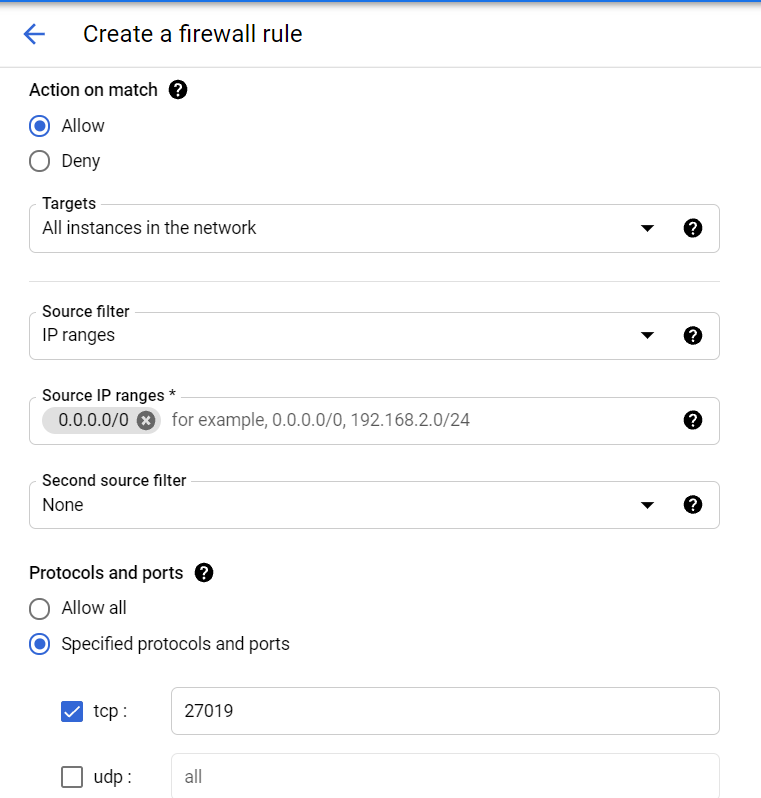 Create a firewall rule
Action on match
Allow
Deny
Targets
All instances in the network
Source filter
IP ranges
Source IP ranges *
0.0.0.0/0 for example, 0.0.0.0/0, 192.168.2.0/24
Second source filter
None
Protocols and ports
Allow all
Specified protocols and ports
tcp : 27019
udp : all